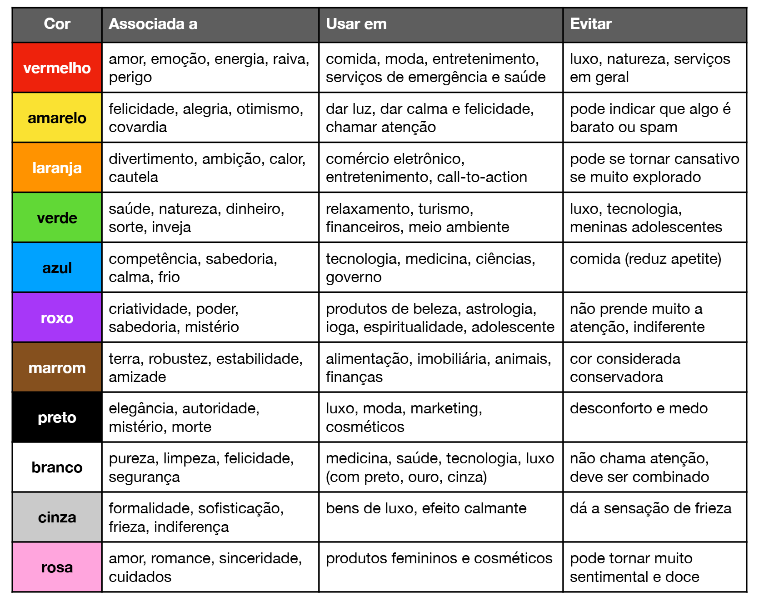 Cor Associada a Usar em Evitar
vermelho amor, emoção, energia, raiva, comida, moda, entretenimento, luxo, natureza, serviços
perigo serviços de emergência e saúde em geral
amarelo felicidade, alegria, otimismo, dar luz, dar calma e felicidade, pode indicar que algo é
covardia chamar atenção barato ou spam
laranja divertimento, ambição, calor, comércio eletrônico, pode se tornar cansativo
cautela entretenimento, call-to-action se muito explorado
verde saúde, natureza, dinheiro, relaxamento, turismo, luxo, tecnologia,
sorte, inveja financeiros, meio ambiente meninas adolescentes
azul competência, sabedoria, tecnologia, medicina, ciências, comida (reduz apetite)
calma, frio governo
roxo criatividade, poder, produtos de beleza, astrologia, não prende muito a
sabedoria, mistério ioga, espiritualidade, adolescente atenção, indiferente
marrom terra, robustez, estabilidade, alimentação, imobiliária, animais, cor considerada
amizade finanças conservadora
preto elegância, autoridade, luxo, moda, marketing, desconforto e medo
mistério, morte cosméticos
branco pureza, limpeza, felicidade, medicina, saúde, tecnologia, luxo não chama atenção,
segurança (com preto, ouro, cinza) deve ser combinado
cinza formalidade, sofisticação, bens de luxo, efeito calmante dá a sensação de frieza
frieza, indiferença
rosa amor, romance, sinceridade, produtos femininos e cosméticos pode tornar muito
cuidados sentimental e doce